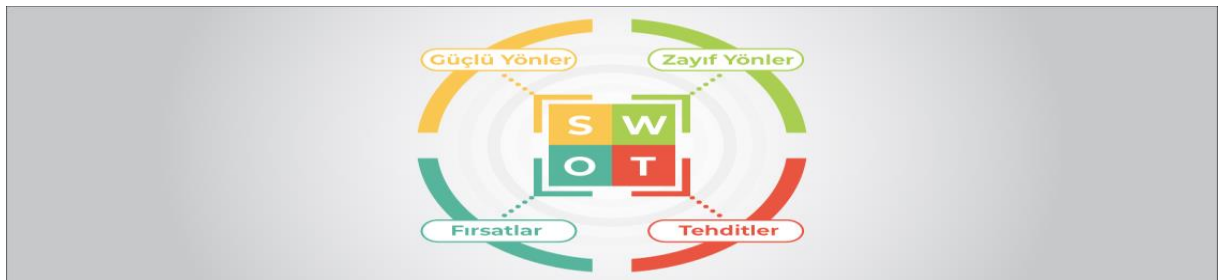 Güçlü Yönler
Zayıf Yönler
S W
O T
Fırsatlar
Tehditler